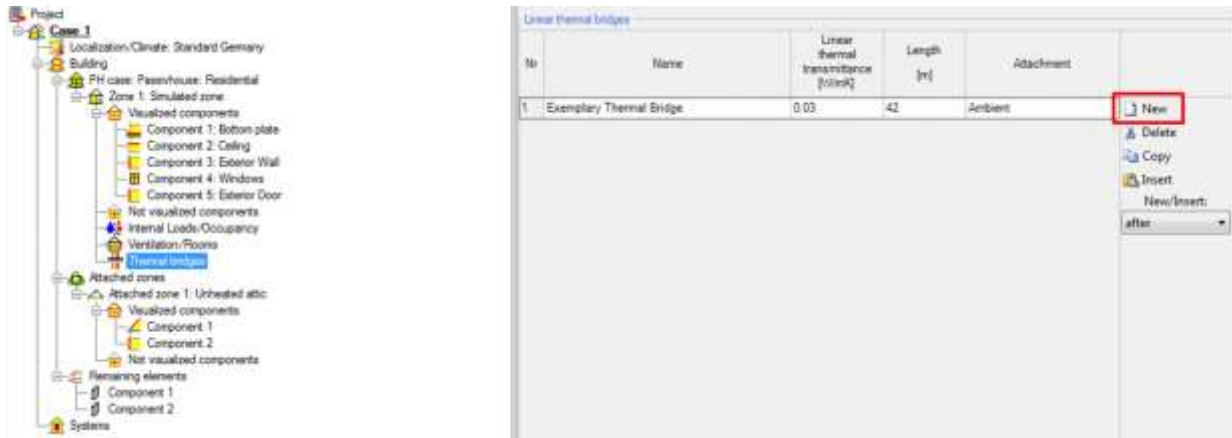 Project
Case 1
Localization/Climate: Standard Germany
Building
PH case: Passivhouse: Residential
Zone 1: Simulated zone
Visualized components
Component 1: Bottom plate
Component 2: Ceiling
Component 3: Exterior Wall
Component 4: Windows
Component 5: Exterior Door
Not visualized components
Internal Loads/Occupancy
Ventilation/Rooms
Thermal bridges
Attached zones
Attached zone 1: Unheated attic
Visualized components
Component 1
Component 2
Not visualized components
Remaining elements
Component 1
Component 2
Systems
Linear thermal bridges
Nr
Name
Linear
thermal
transmittance
[W/mK]
Length
[m]
Attachment
1 Exemplary Thermal Bridge 0.03 42 Ambient
New
Delete
Copy
Insert
New/Insert:
after